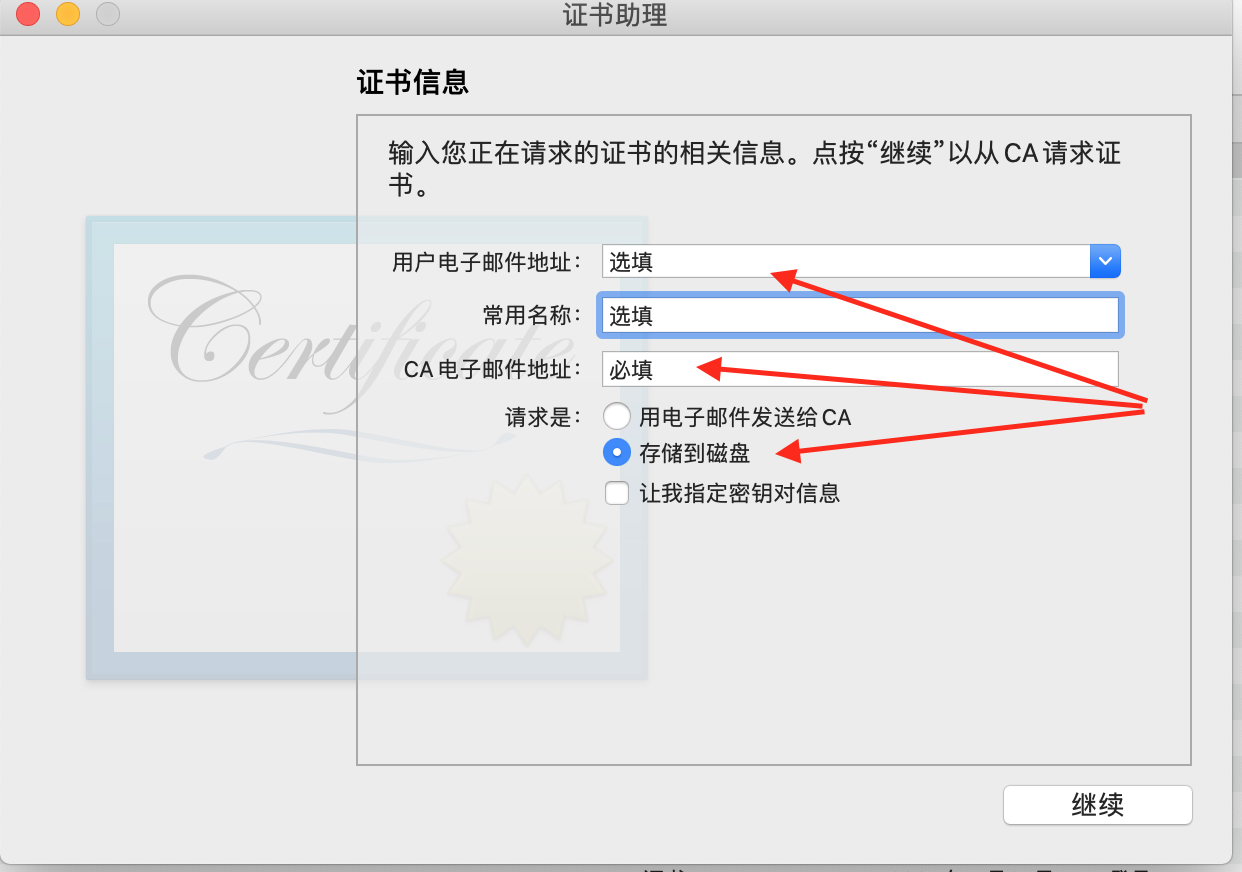 证书助理
证书信息
输入您正在请求的证书的相关信息。点按“继续”以从 CA 请求证
书。
用户电子邮件地址： 选填
常用名称： 选填
CA 电子邮件地址： 必填
请求是： 用电子邮件发送给 CA
存储到磁盘
让我指定密钥对信息
Certificate
继续